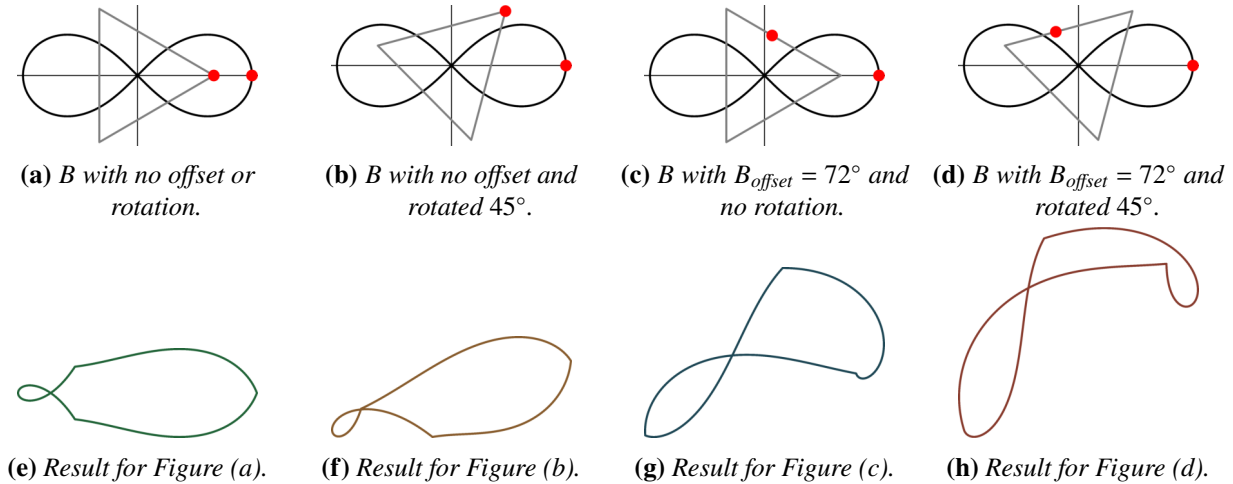 (a) B with no offset or
rotation.
(b) B with no offset and
rotated 45°.
(c) B with B_offset = 72° and
no rotation.
(d) B with B_offset = 72° and
rotated 45°.
(e) Result for Figure (a).
(f) Result for Figure (b).
(g) Result for Figure (c).
(h) Result for Figure (d).